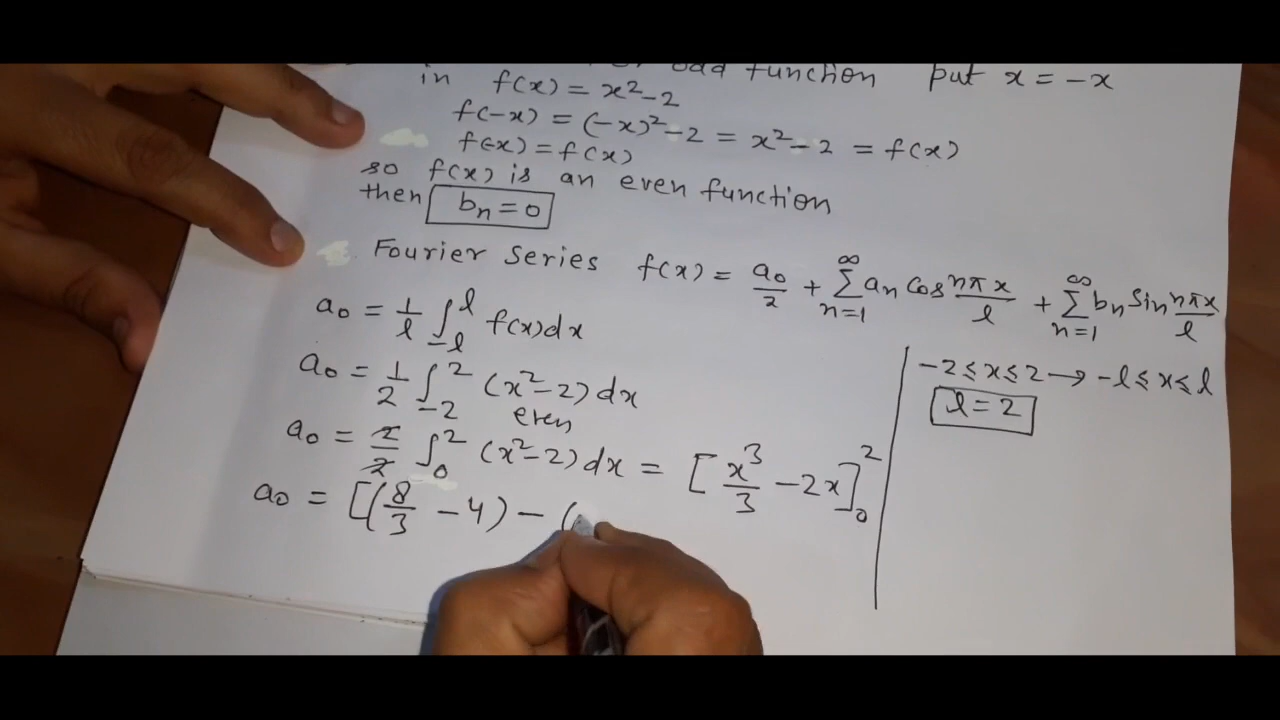 odd function put x = -x
in f(x) = x²-2
f(-x) = (-x)²-2 = x²-2 = f(x)
f(-x) = f(x)
so f(x) is an even function
then bn=0
Fourier Series f(x) = a₀/2 + ∞∑n=1 an Cos nπx/l + ∞∑n=1 bn Sin nπx/l
a₀ = 1/l ∫-l^l f(x)dx
-2≤x≤2 → -l≤x≤l
l=2
a₀ = 1/2 ∫-2^2 (x²-2)dx
even
a₀ = 2/2 ∫0^2 (x²-2)dx = [x³/3 -2x]0^2
a₀ = [(8/3 -4) - (